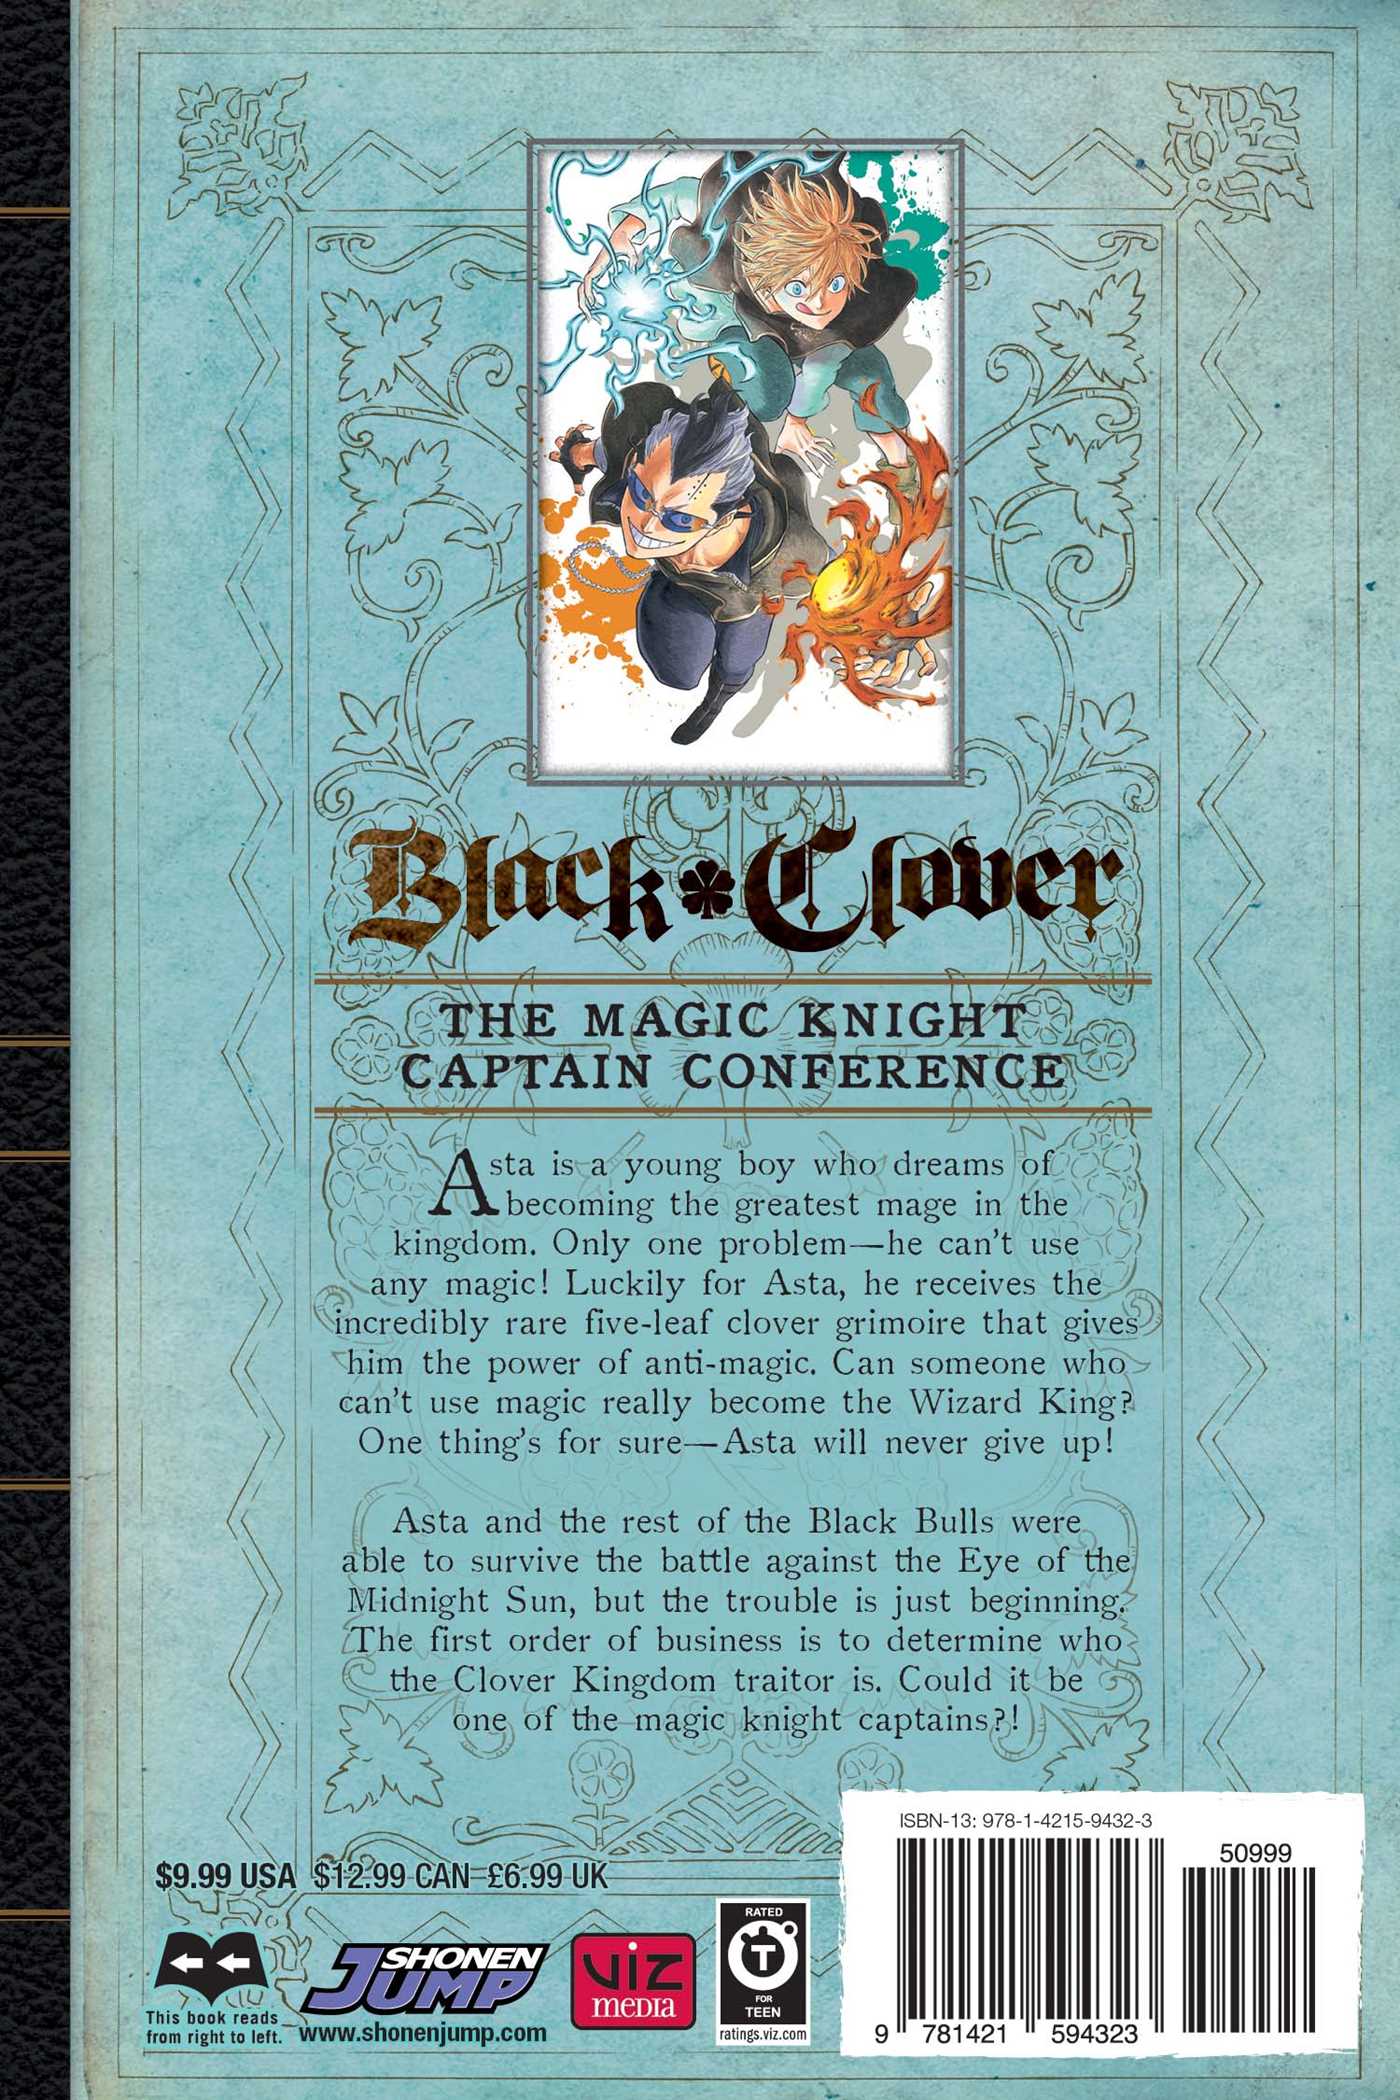 Black Clover
THE MAGIC KNIGHT
CAPTAIN CONFERENCE
Asta is a young boy who dreams of
becoming the greatest mage in the
kingdom. Only one problem—he can't use
any magic! Luckily for Asta, he receives the
incredibly rare five-leaf clover grimoire that gives
him the power of anti-magic. Can someone who
can't use magic really become the Wizard King?
One thing's for sure—Asta will never give up!
Asta and the rest of the Black Bulls were
able to survive the battle against the Eye of the
Midnight Sun, but the trouble is just beginning.
The first order of business is to determine who
the Clover Kingdom traitor is. Could it be
one of the magic knight captains?!
$9.99 USA $12.99 CAN £6.99 UK
This book reads
from right to left.
SHONEN
JUMP
www.shonenjump.com
VIZ
MEDIA
RATED
T
FOR
TEEN
ratings.viz.com
ISBN-13: 978-1-4215-9432-3
50999
9 781421 594323